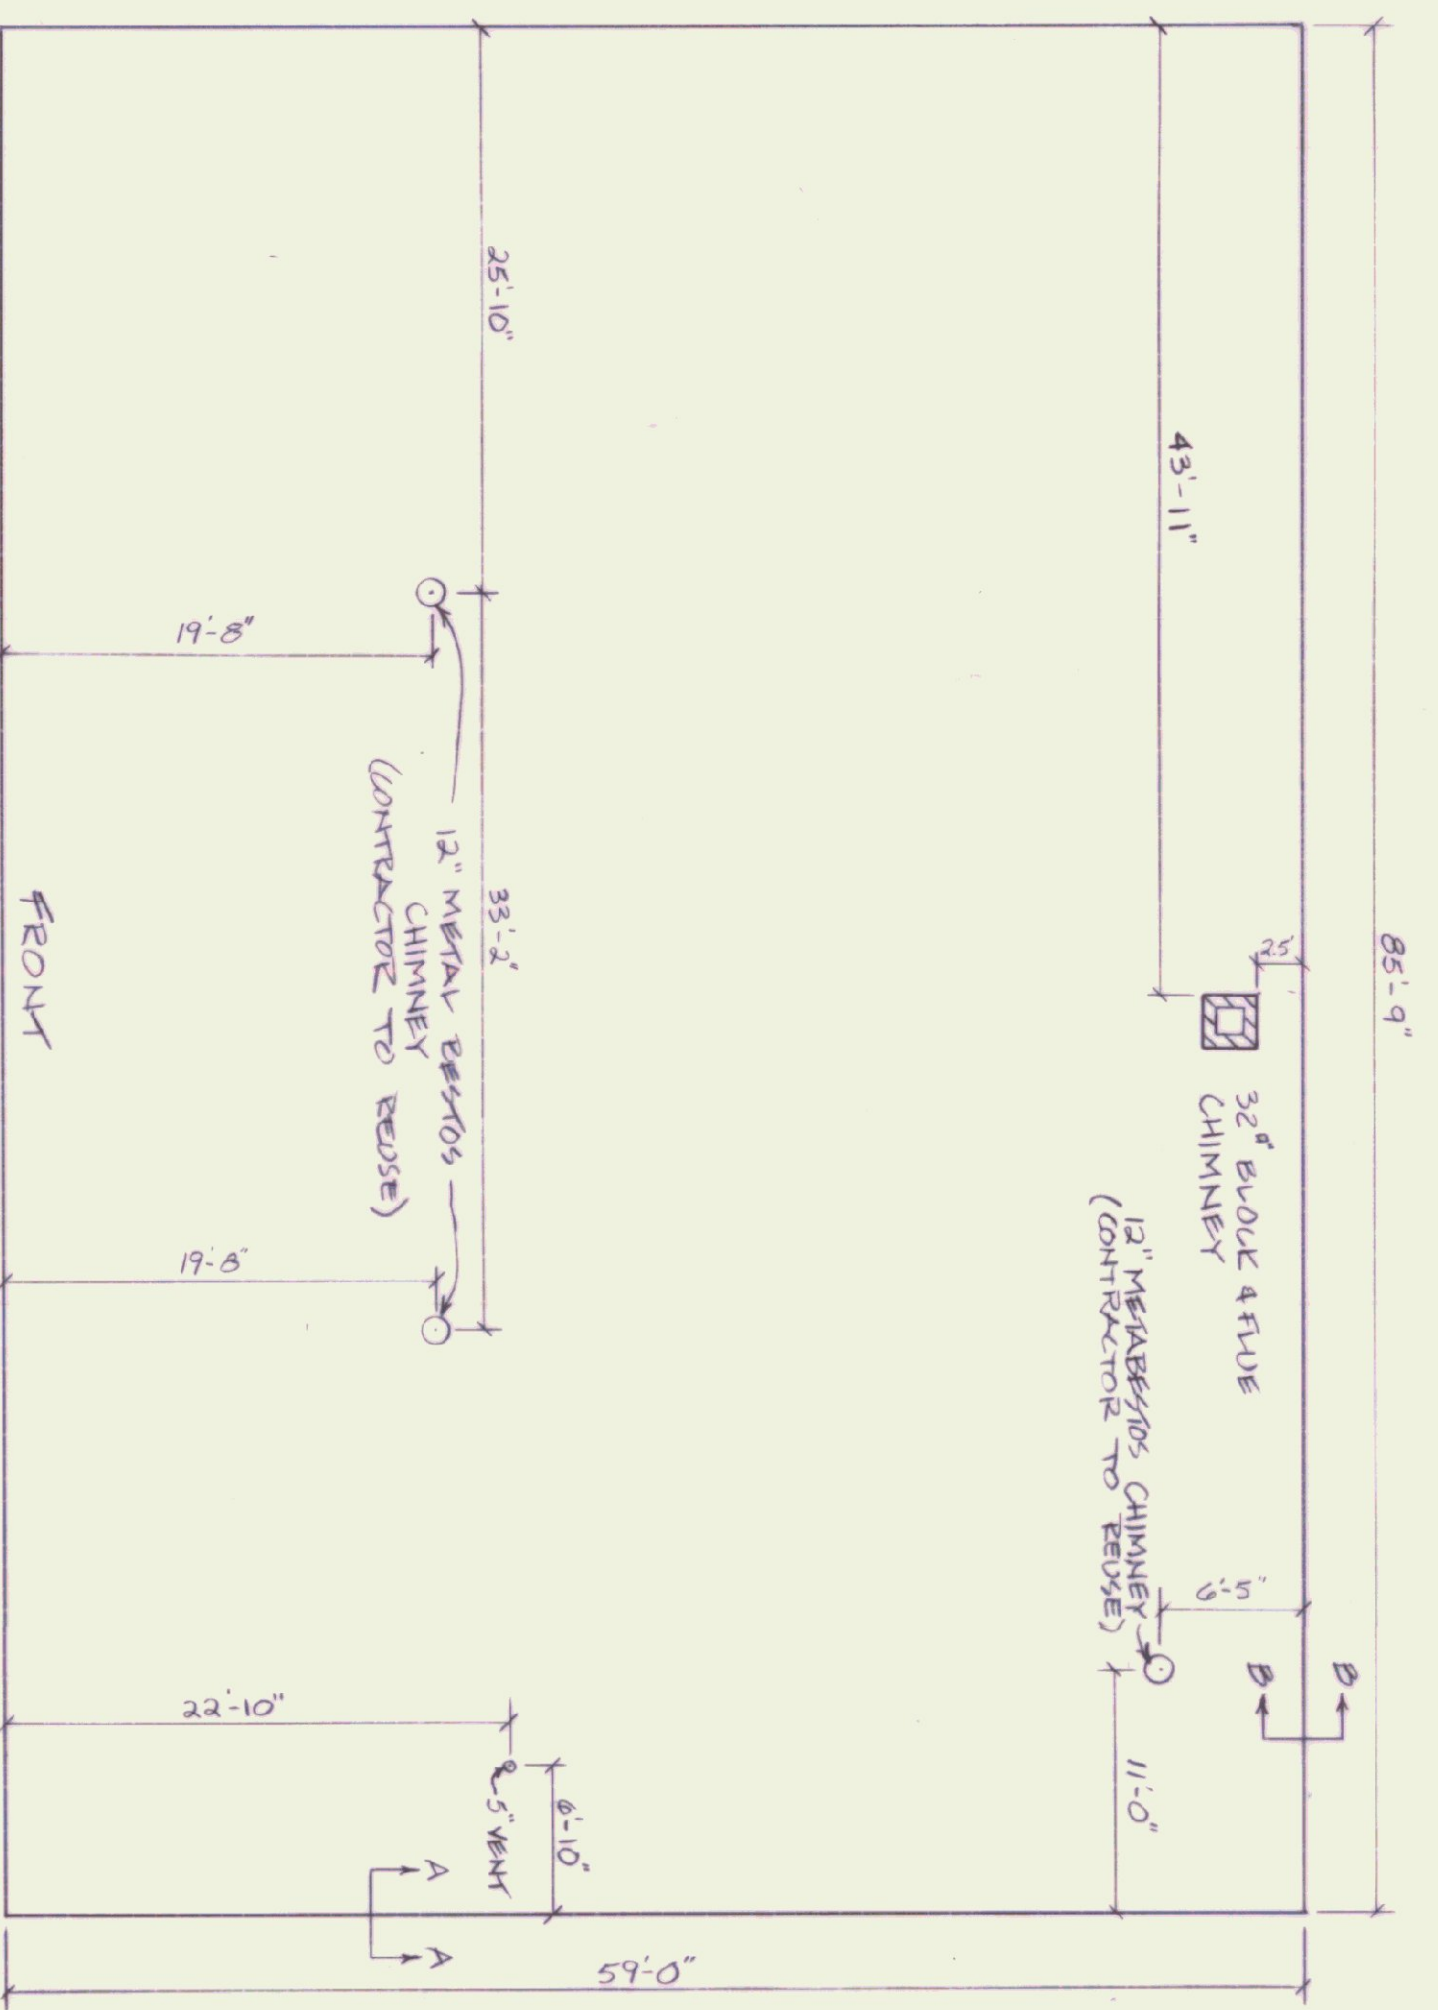 85'-9"
43'-11"
2.5'
32" BLOCK 4 FLUE
CHIMNEY
12" METABESTOS CHIMNEY
(CONTRACTOR TO REUSE)
6'-5"
B
B
11'-0"
25'-10"
33'-2"
12" METAL BESTOS
CHIMNEY
(CONTRACTOR TO REUSE)
19'-8"
19'-8"
22'-10"
5" VENT
6'-10"
A
A
59'-0"
FRONT